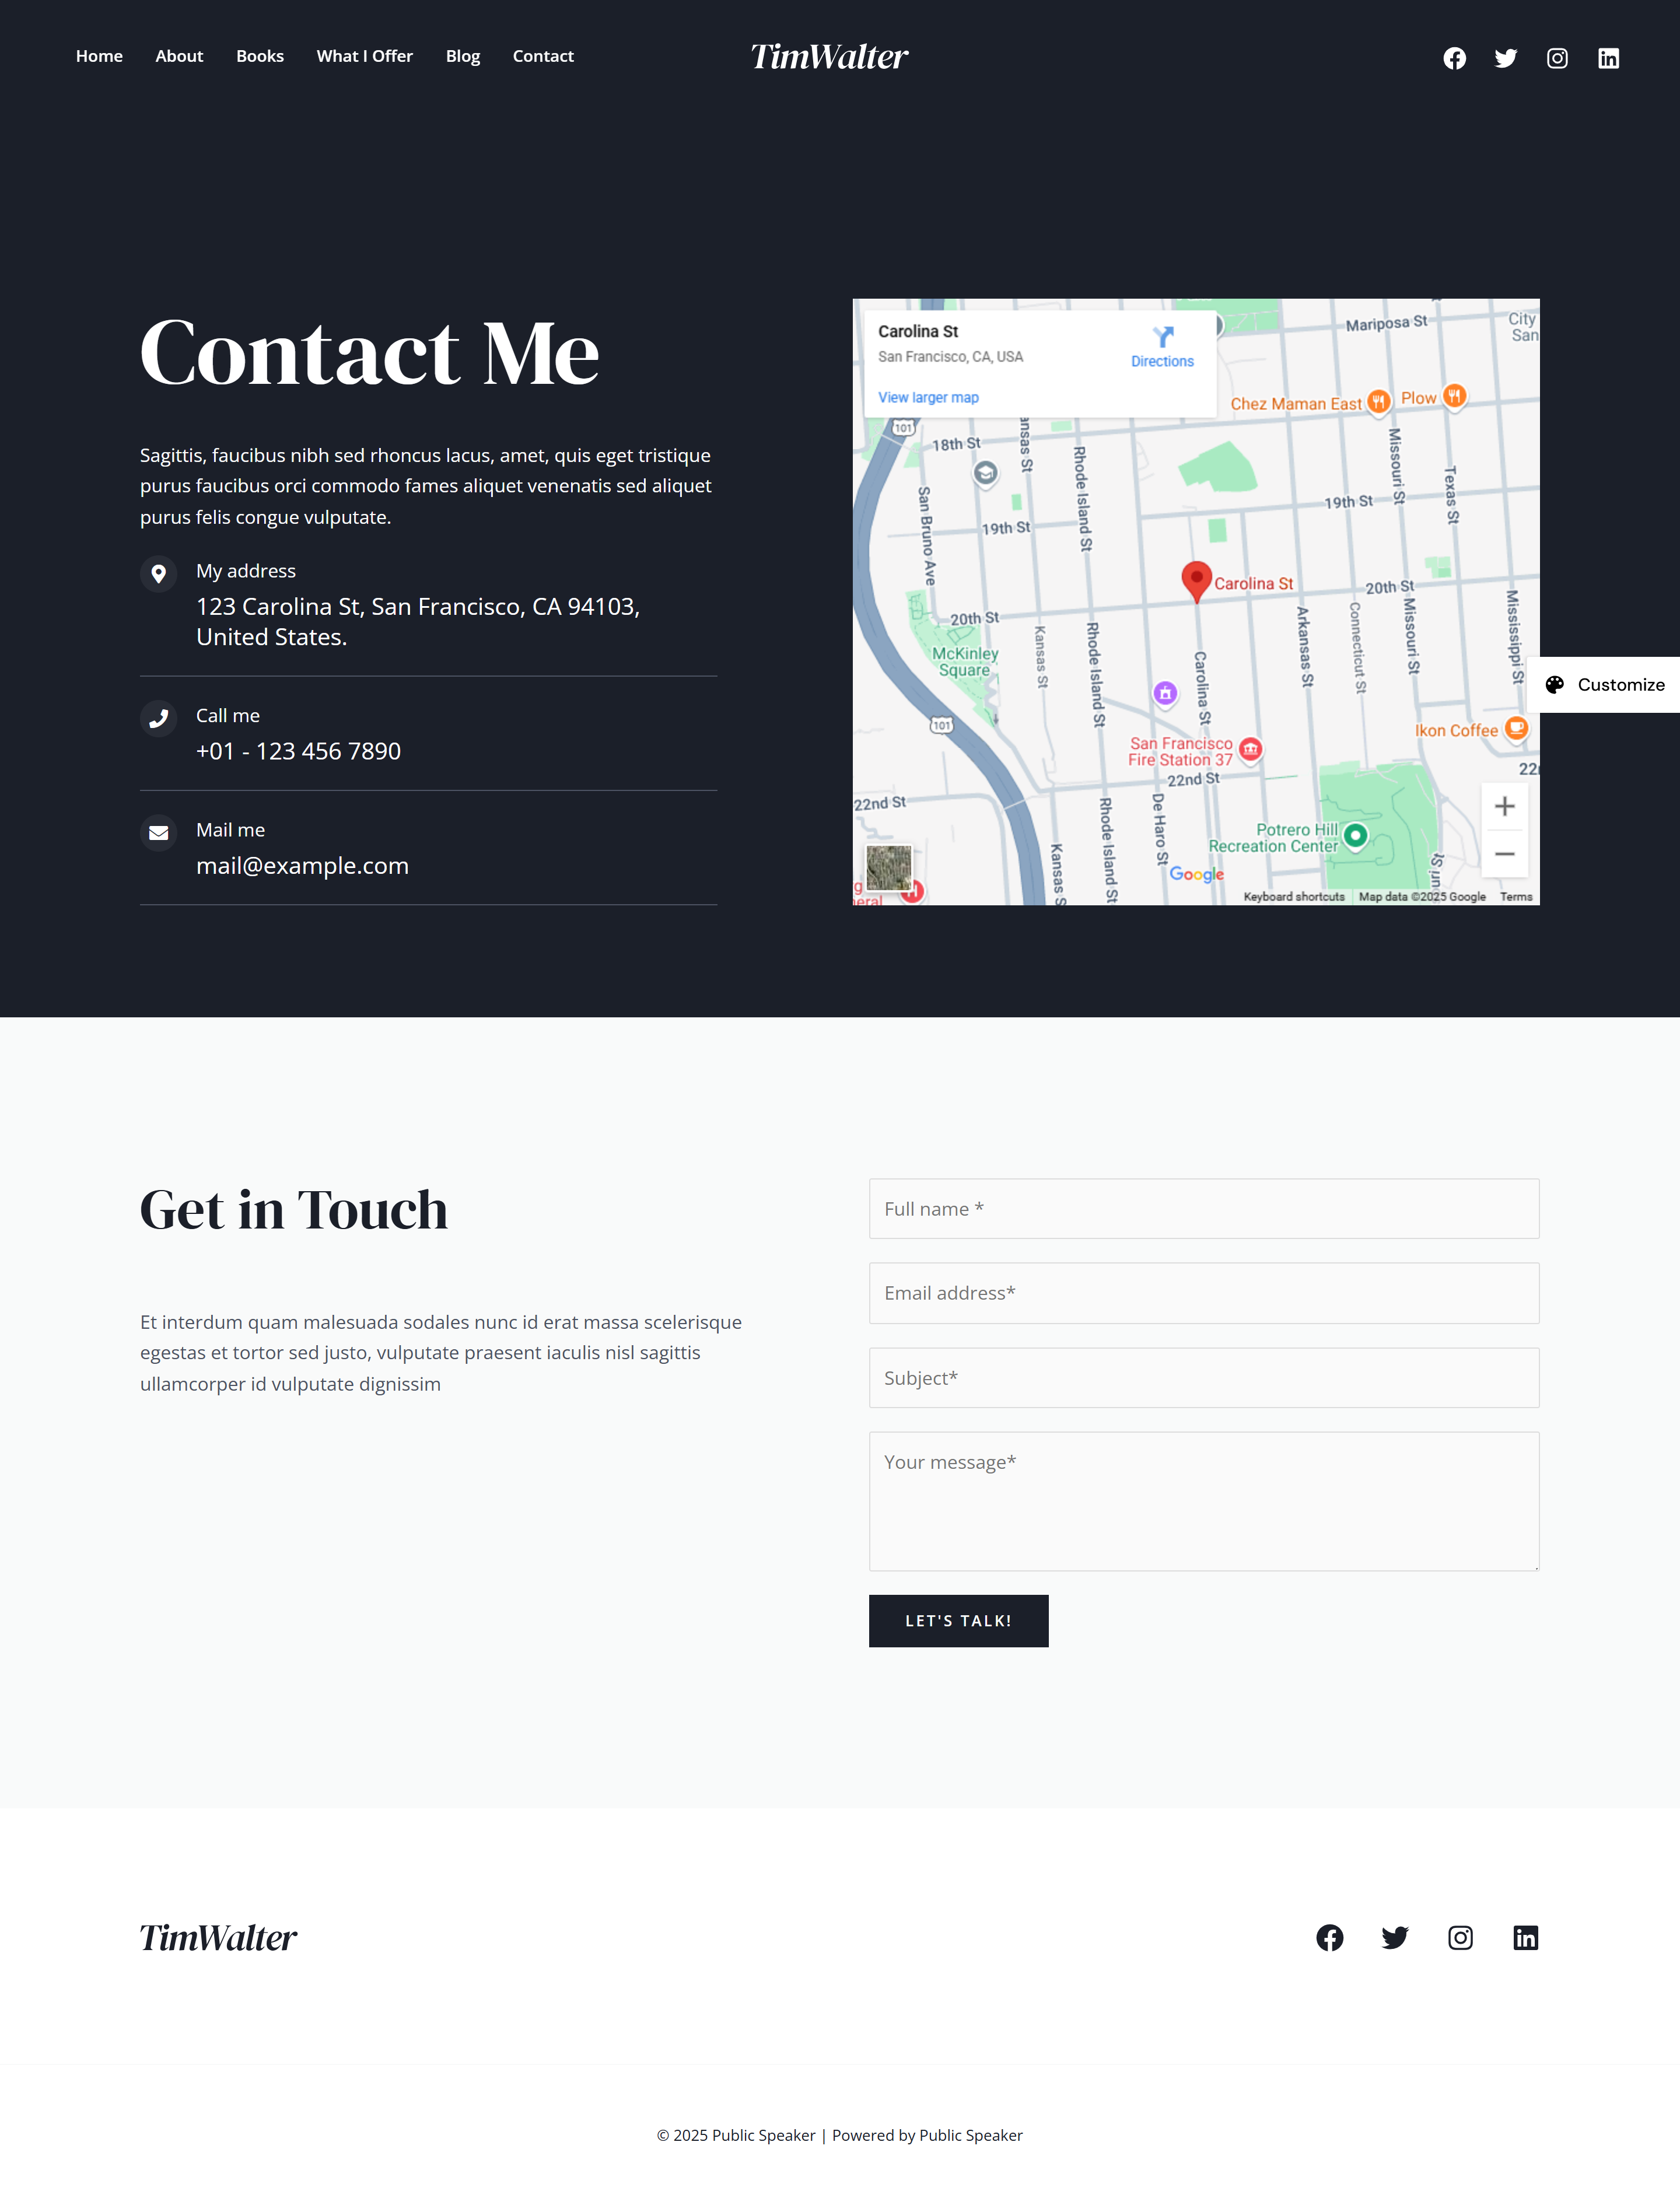 Home About Books What I Offer Blog Contact
TimWalter
Contact Me
Sagittis, faucibus nibh sed rhoncus lacus, amet, quis eget tristique
purus faucibus orci commodo fames aliquet venenatis sed aliquet
purus felis congue vulputate.
My address
123 Carolina St, San Francisco, CA 94103,
United States.
Call me
+01 - 123 456 7890
Mail me
mail@example.com
Carolina St
San Francisco, CA, USA
Directions
View larger map
Mariposa St
City
San
Chez Maman East
Plow
101
18th St
ansas St
Rhode Island St
Missouri St
Texas St
San Bruno Ave
19th St
19th St
Carolina St
20th St
20th St
McKinley
Square
Kansas St
Rhode Island St
Carolina St
Arkansas St
Connecticut St
Missouri St
Mississippi St
101
San Francisco
Fire Station 37
Ikon Coffee
22nd St
22nd St
Kansas S
Rhode Island St
De Haro St
Potrero Hill
Recreation Center
Google
Keyboard shortcuts Map data ©2025 Google Terms
Customize
Get in Touch
Et interdum quam malesuada sodales nunc id erat massa scelerisque
egestas et tortor sed justo, vulputate praesent iaculis nisl sagittis
ullamcorper id vulputate dignissim
Full name *
Email address*
Subject*
Your message*
LET'S TALK!
TimWalter
© 2025 Public Speaker | Powered by Public Speaker